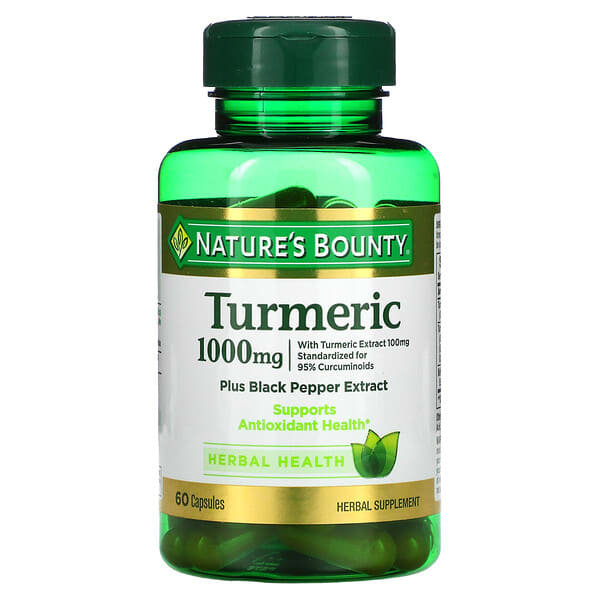 NATURE'S BOUNTY®
Turmeric
1000mg
With Turmeric Extract 100mg
Standardized for
95% Curcuminoids
Plus Black Pepper Extract
Supports
Antioxidant Health*
HERBAL HEALTH
60 Capsules
HERBAL SUPPLEMENT